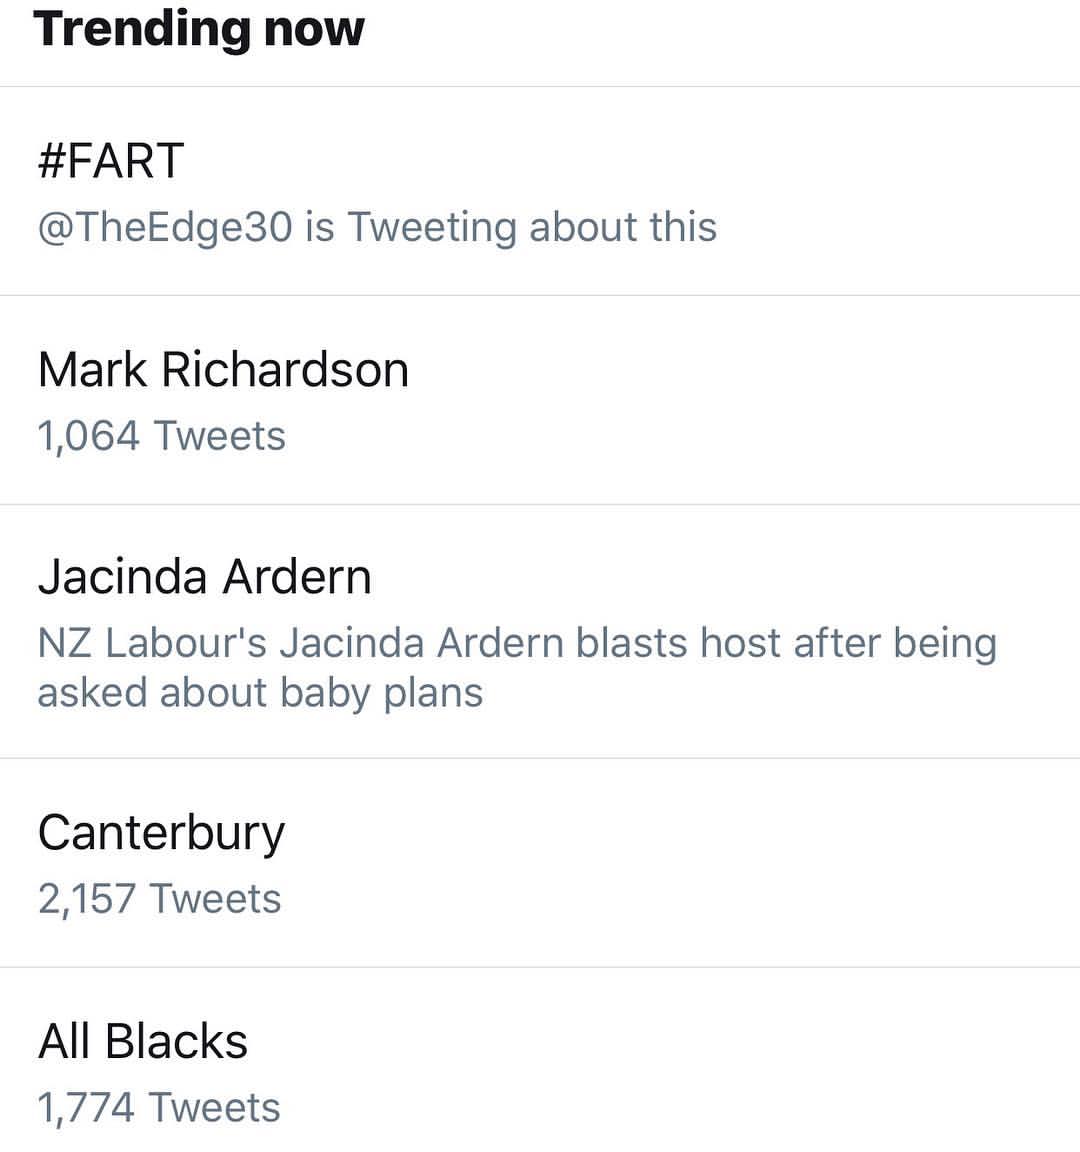 Trending now
#FART
@TheEdge30 is Tweeting about this
Mark Richardson
1,064 Tweets
Jacinda Ardern
NZ Labour's Jacinda Ardern blasts host after being
asked about baby plans
Canterbury
2,157 Tweets
All Blacks
1,774 Tweets